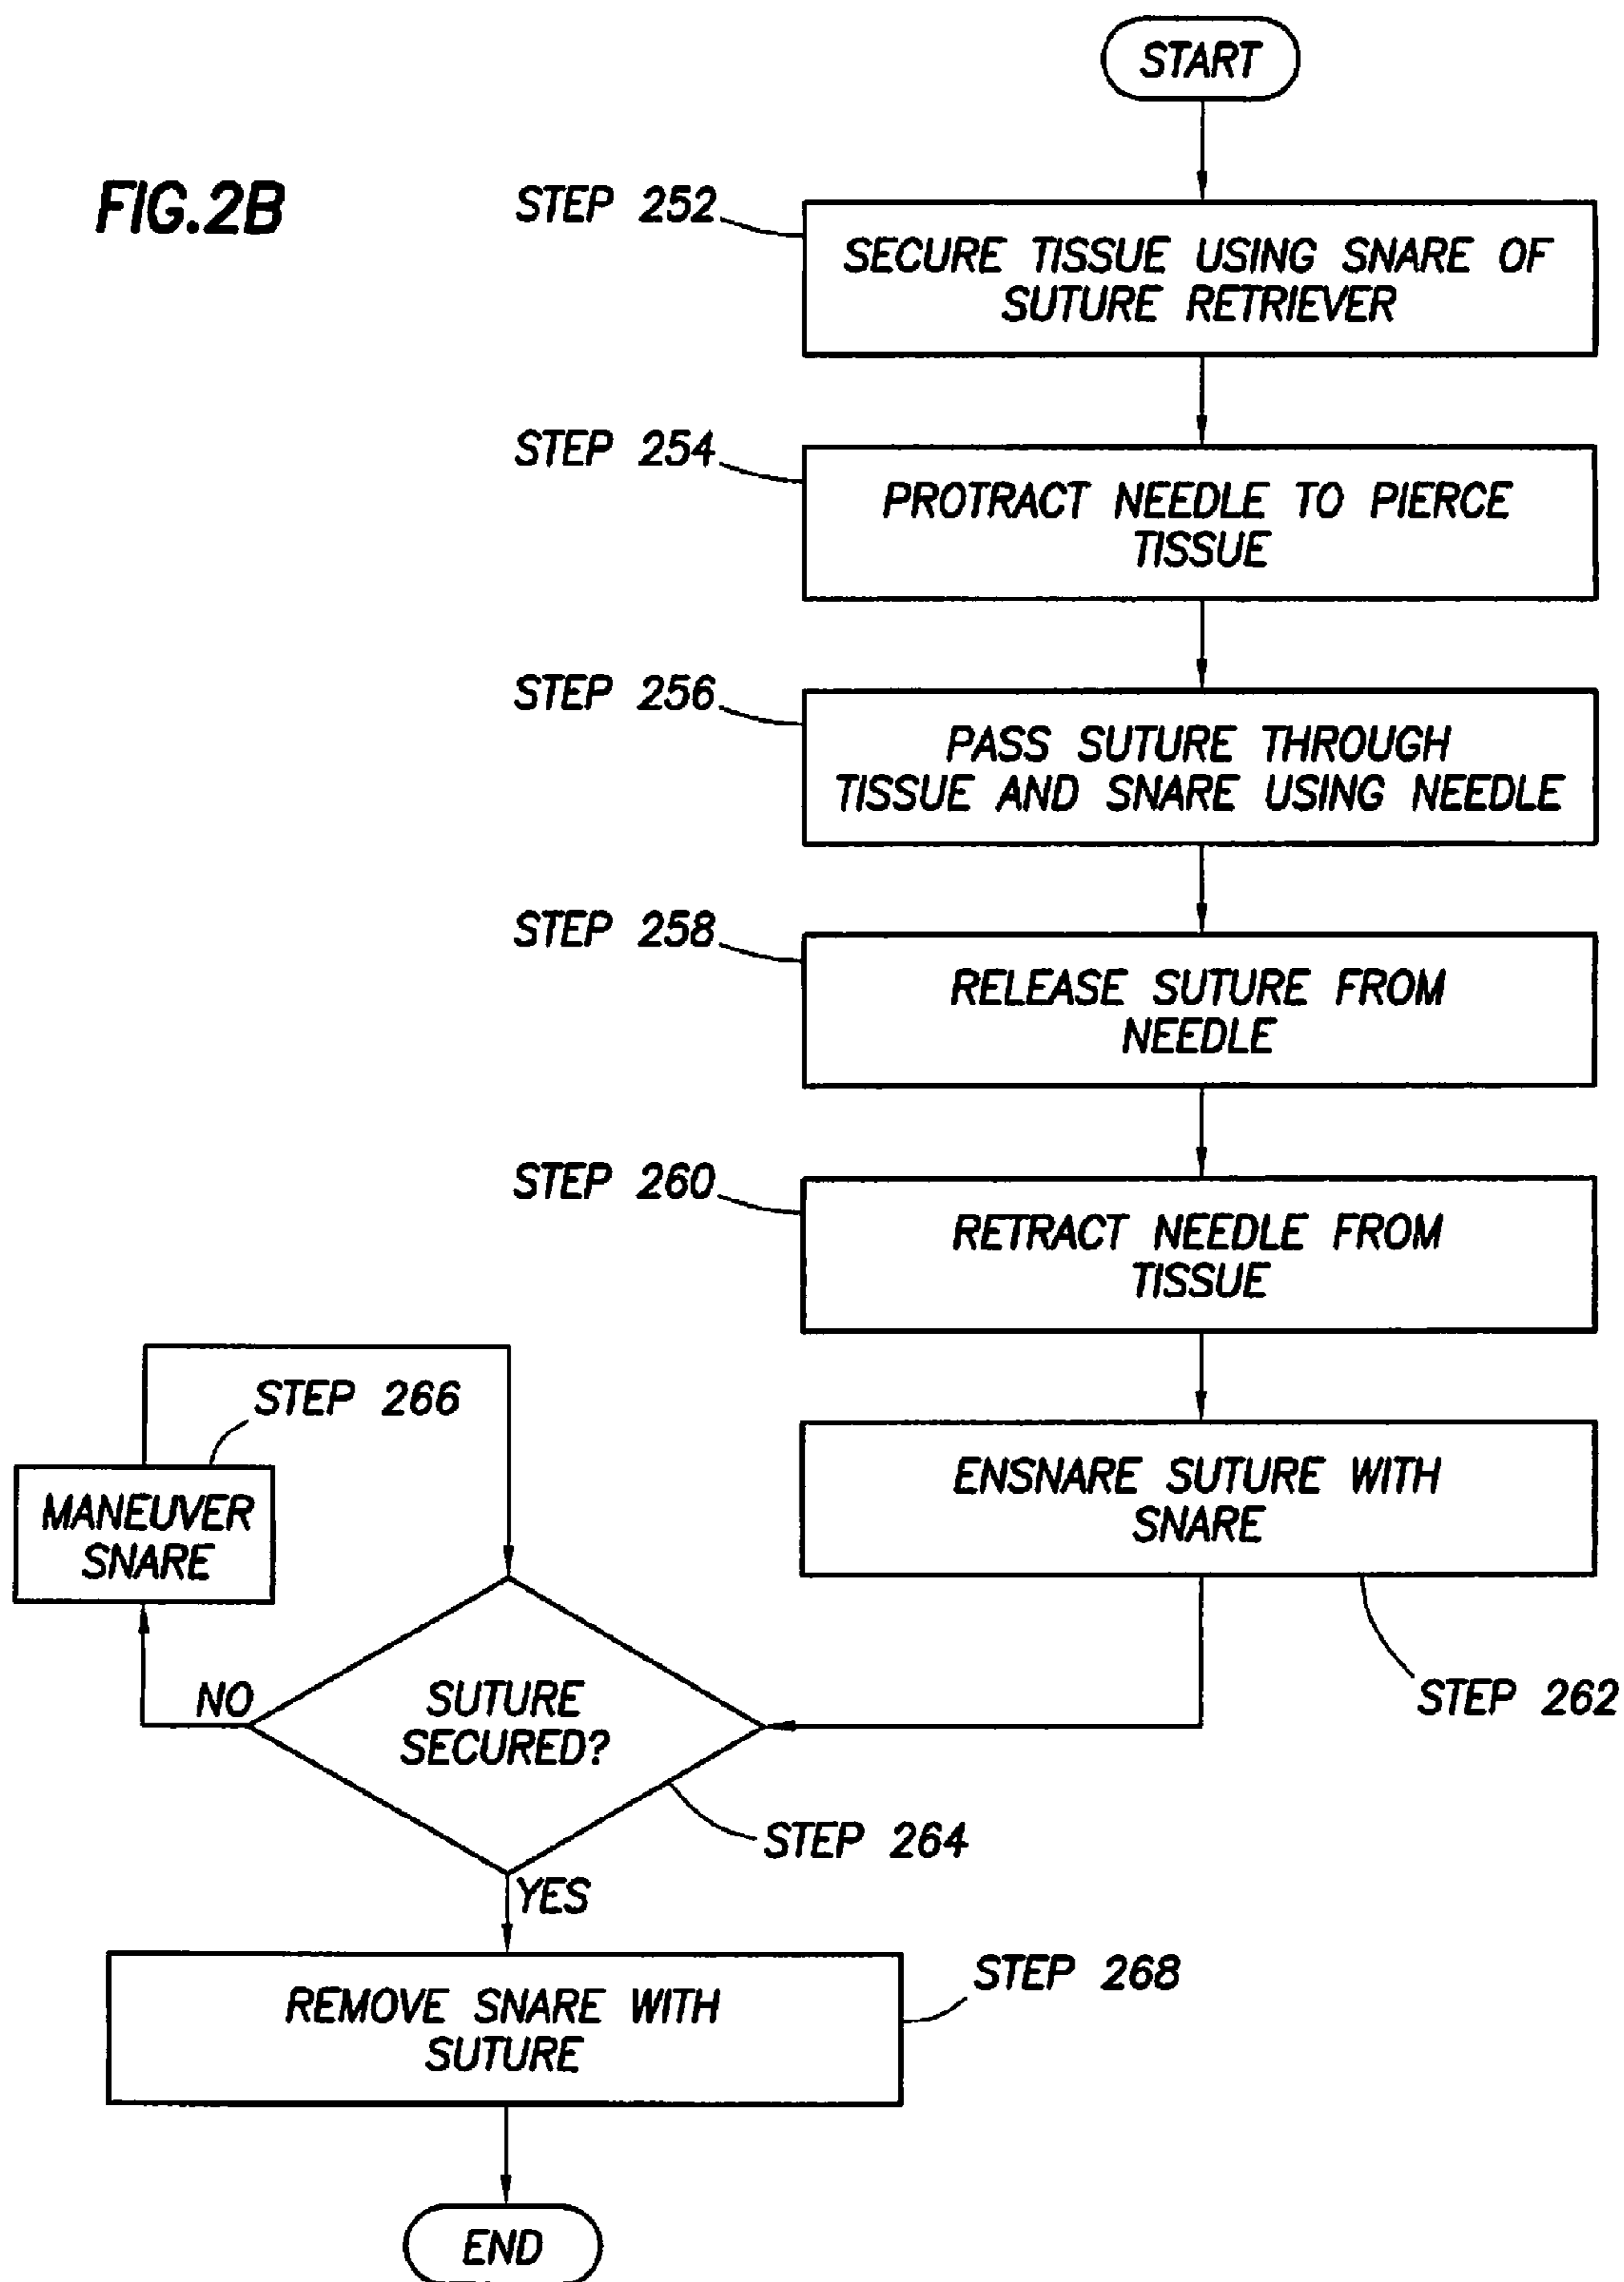 START
FIG.2B
STEP 252
SECURE TISSUE USING SNARE OF
SUTURE RETRIEVER
STEP 254
PROTRACT NEEDLE TO PIERCE
TISSUE
STEP 256
PASS SUTURE THROUGH
TISSUE AND SNARE USING NEEDLE
STEP 258
RELEASE SUTURE FROM
NEEDLE
STEP 260
RETRACT NEEDLE FROM
TISSUE
ENSNARE SUTURE WITH
SNARE
STEP 262
STEP 266
MANEUVER
SNARE
NO
SUTURE
SECURED?
STEP 264
YES
REMOVE SNARE WITH
SUTURE
STEP 268
END